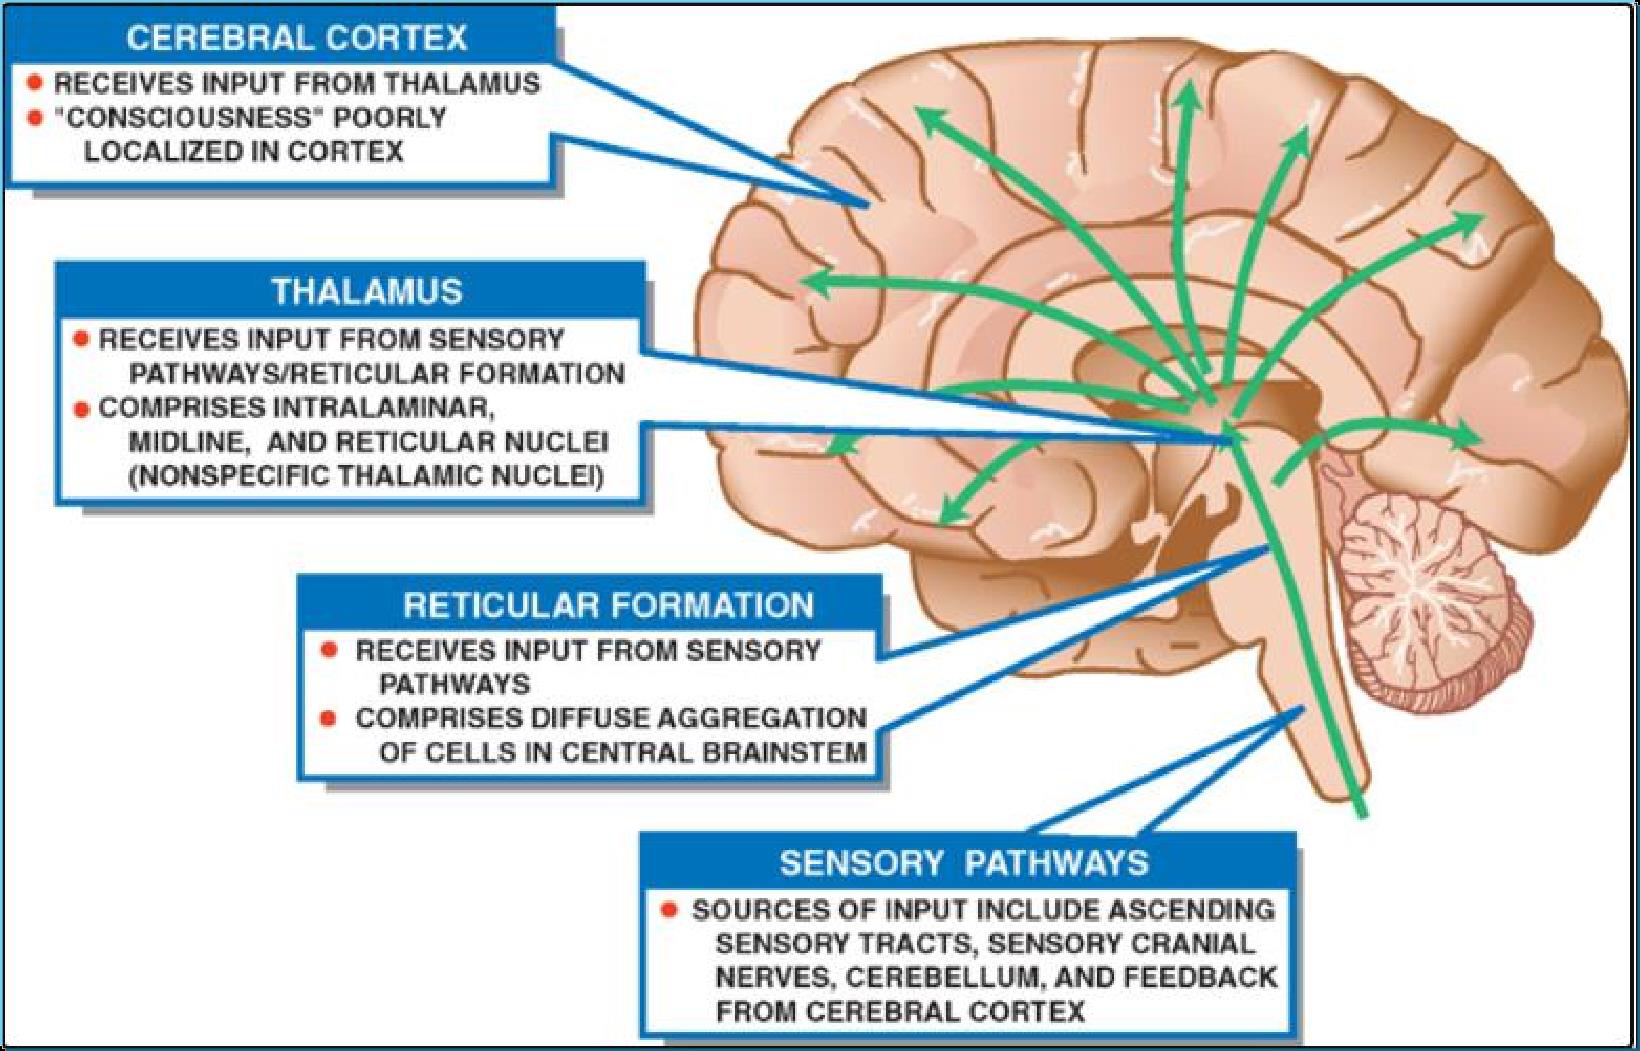 CEREBRAL CORTEX
● RECEIVES INPUT FROM THALAMUS
● "CONSCIOUSNESS" POORLY
LOCALIZED IN CORTEX
THALAMUS
● RECEIVES INPUT FROM SENSORY
PATHWAYS/RETICULAR FORMATION
● COMPRISES INTRALAMINAR,
MIDLINE, AND RETICULAR NUCLEI
(NONSPECIFIC THALAMIC NUCLEI)
RETICULAR FORMATION
● RECEIVES INPUT FROM SENSORY
PATHWAYS
● COMPRISES DIFFUSE AGGREGATION
OF CELLS IN CENTRAL BRAINSTEM
SENSORY PATHWAYS
● SOURCES OF INPUT INCLUDE ASCENDING
SENSORY TRACTS, SENSORY CRANIAL
NERVES, CEREBELLUM, AND FEEDBACK
FROM CEREBRAL CORTEX